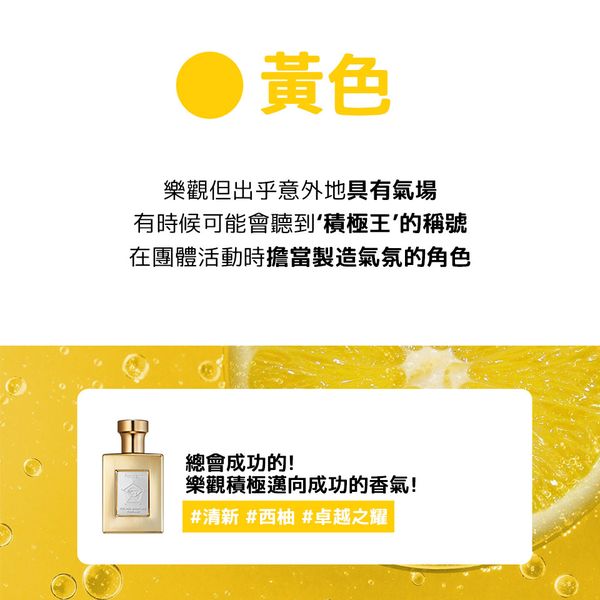 黃色
樂觀但出乎意外地具有氣場
有時候可能會聽到‘積極王’的稱號
在團體活動時擔當製造氣氛的角色
總會成功的!
樂觀積極邁向成功的香氣!
#清新 #西柚 #卓越之耀